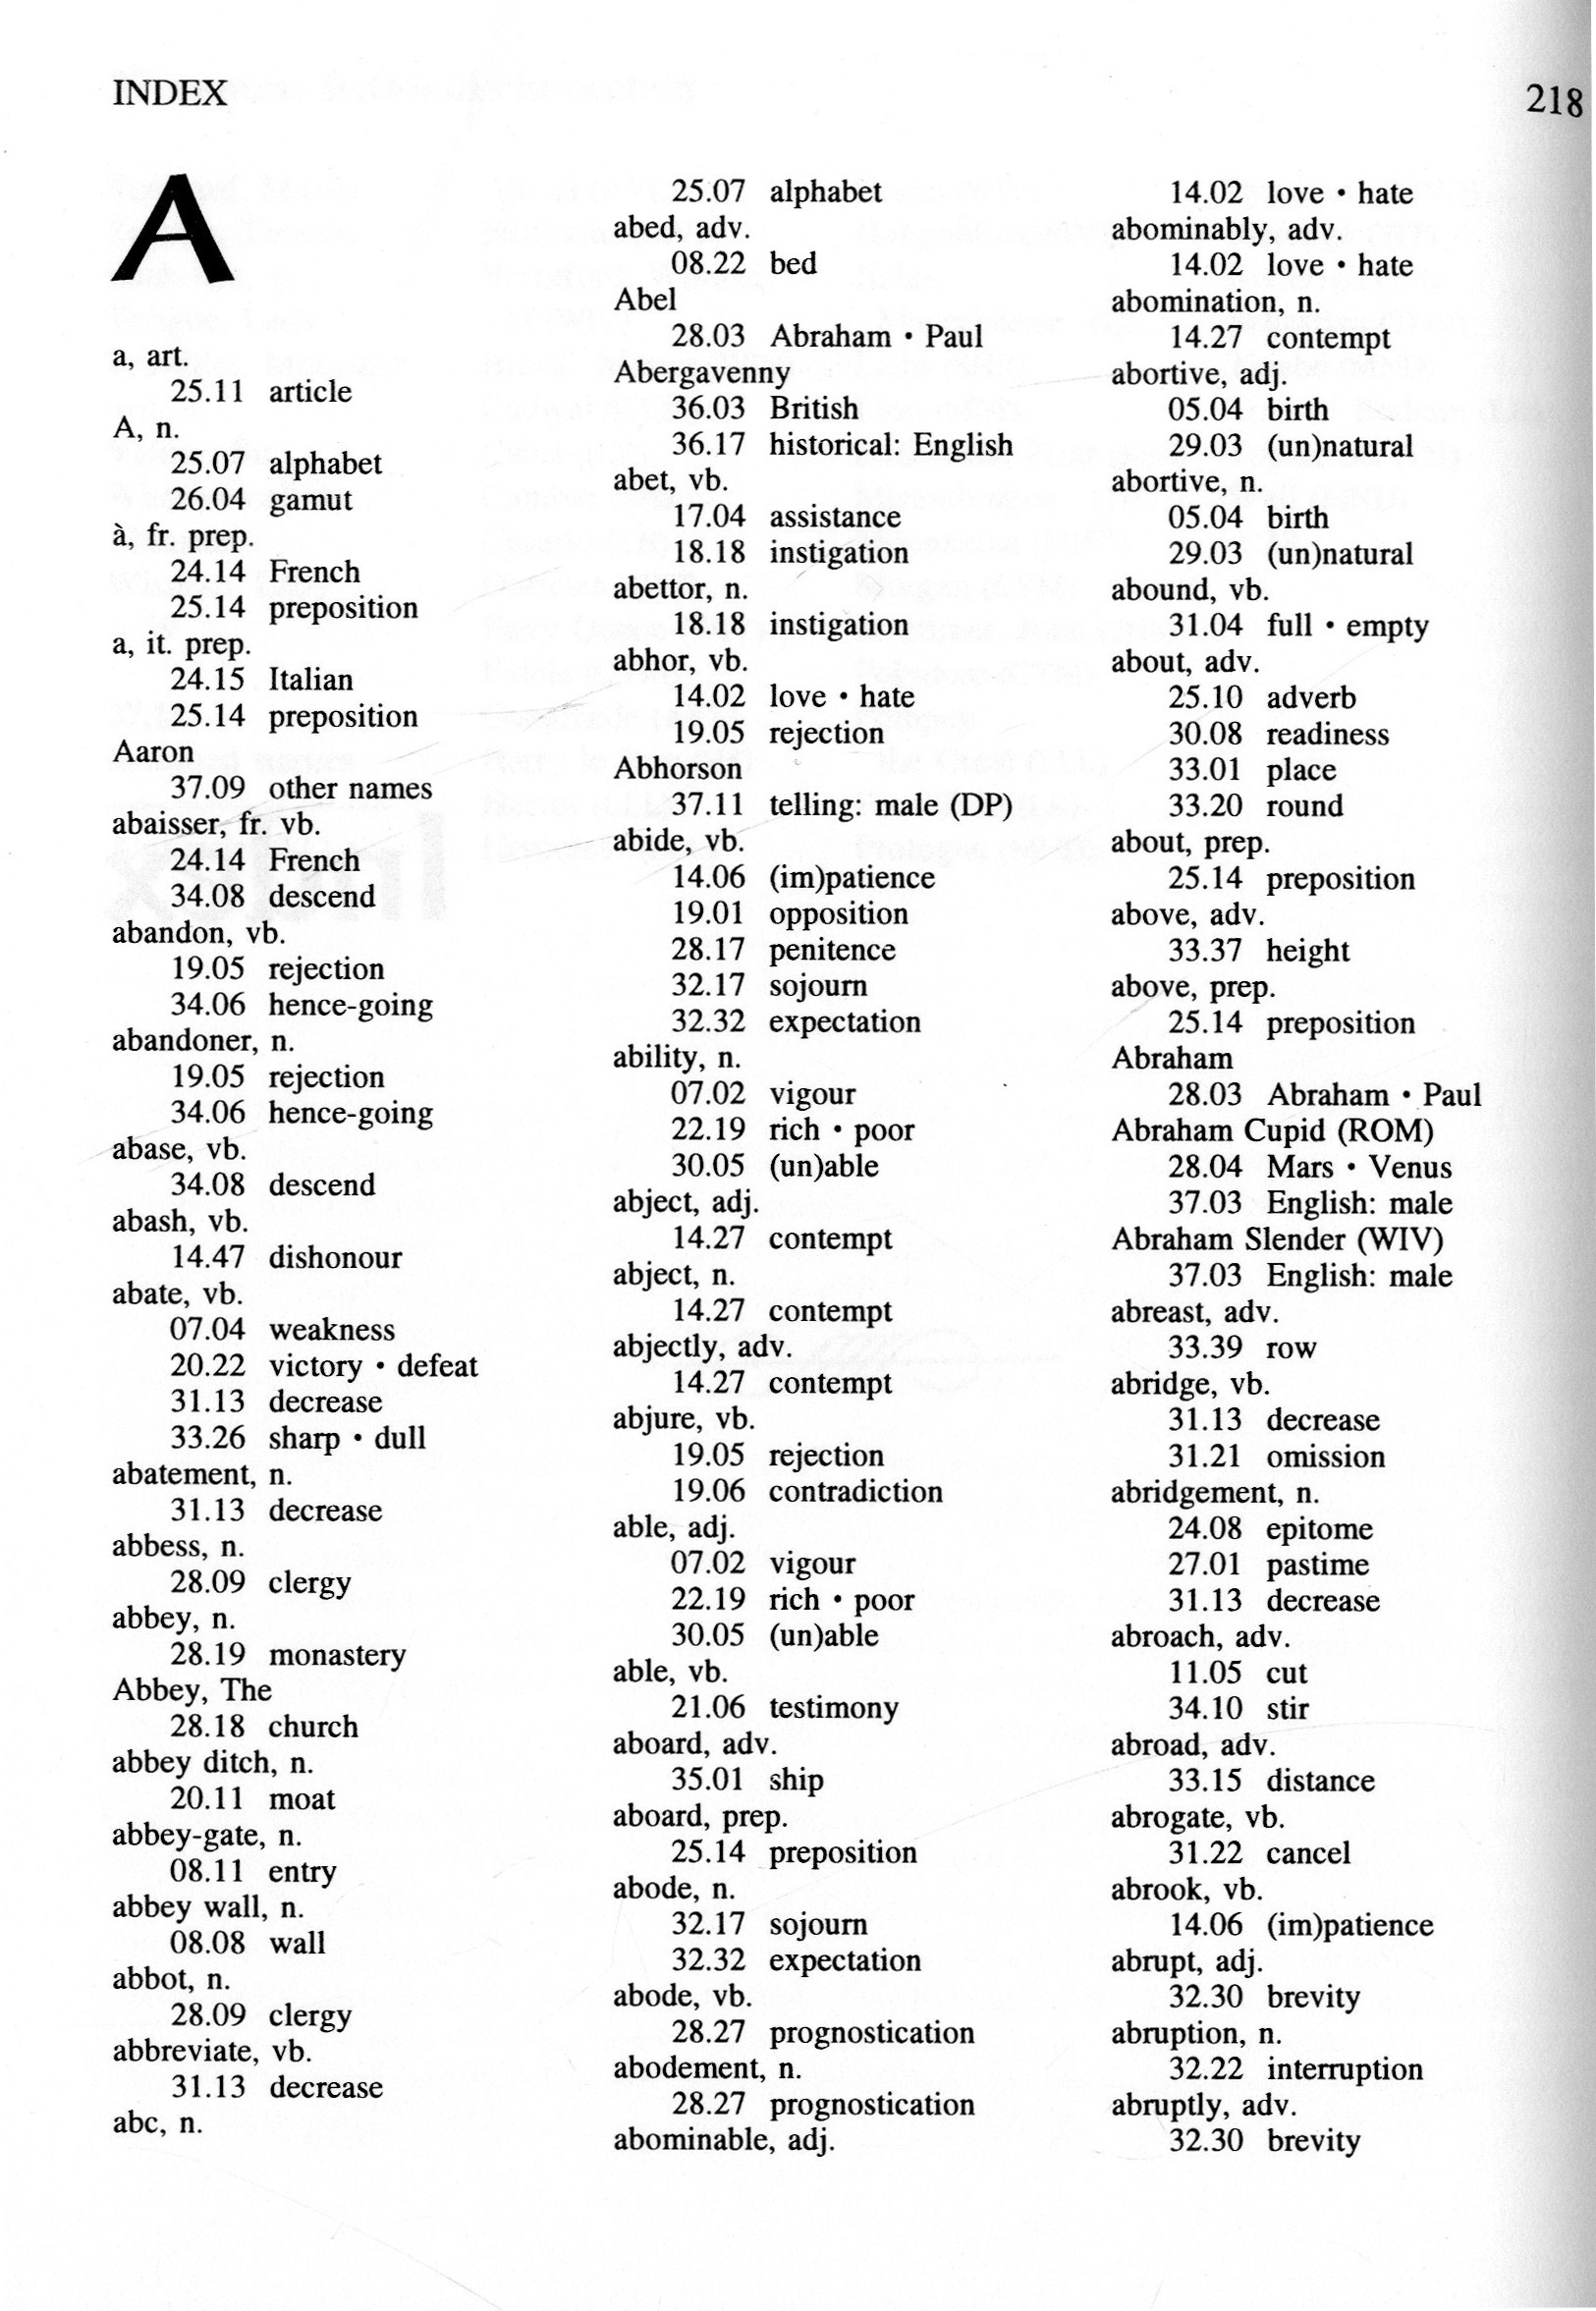 INDEX
218
A
a, art.
25.11 article
A, n.
25.07 alphabet
26.04 gamut
à, fr. prep.
24.14 French
25.14 preposition
a, it. prep.
24.15 Italian
25.14 preposition
Aaron
37.09 other names
abaisser, fr. vb.
24.14 French
34.08 descend
abandon, vb.
19.05 rejection
34.06 hence-going
abandoner, n.
19.05 rejection
34.06 hence-going
abase, vb.
34.08 descend
abash, vb.
14.47 dishonour
abate, vb.
07.04 weakness
20.22 victory • defeat
31.13 decrease
33.26 sharp • dull
abatement, n.
31.13 decrease
abbess, n.
28.09 clergy
abbey, n.
28.19 monastery
Abbey, The
28.18 church
abbey ditch, n.
20.11 moat
abbey-gate, n.
08.11 entry
abbey wall, n.
08.08 wall
abbot, n.
28.09 clergy
abbreviate, vb.
31.13 decrease
abc, n.
25.07 alphabet
abed, adv.
08.22 bed
Abel
28.03 Abraham • Paul
Abergavenny
36.03 British
36.17 historical: English
abet, vb.
17.04 assistance
18.18 instigation
abettor, n.
18.18 instigation
abhor, vb.
14.02 love • hate
19.05 rejection
Abhorson
37.11 telling: male (DP)
abide, vb.
14.06 (im)patience
19.01 opposition
28.17 penitence
32.17 sojourn
32.32 expectation
ability, n.
07.02 vigour
22.19 rich • poor
30.05 (un)able
abject, adj.
14.27 contempt
abject, n.
14.27 contempt
abjectly, adv.
14.27 contempt
abjure, vb.
19.05 rejection
19.06 contradiction
able, adj.
07.02 vigour
22.19 rich • poor
30.05 (un)able
able, vb.
21.06 testimony
aboard, adv.
35.01 ship
aboard, prep.
25.14 preposition
abode, n.
32.17 sojourn
32.32 expectation
abode, vb.
28.27 prognostication
abodement, n.
28.27 prognostication
abominable, adj.
14.02 love • hate
abominably, adv.
14.02 love • hate
abomination, n.
14.27 contempt
abortive, adj.
05.04 birth
29.03 (un)natural
abortive, n.
05.04 birth
29.03 (un)natural
abound, vb.
31.04 full • empty
about, adv.
25.10 adverb
30.08 readiness
33.01 place
33.20 round
about, prep.
25.14 preposition
above, adv.
33.37 height
above, prep.
25.14 preposition
Abraham
28.03 Abraham • Paul
Abraham Cupid (ROM)
28.04 Mars • Venus
37.03 English: male
Abraham Slender (WIV)
37.03 English: male
abreast, adv.
33.39 row
abridge, vb.
31.13 decrease
31.21 omission
abridgement, n.
24.08 epitome
27.01 pastime
31.13 decrease
abroach, adv.
11.05 cut
34.10 stir
abroad, adv.
33.15 distance
abrogate, vb.
31.22 cancel
abrook, vb.
14.06 (im)patience
abrupt, adj.
32.30 brevity
abruption, n.
32.22 interruption
abruptly, adv.
32.30 brevity